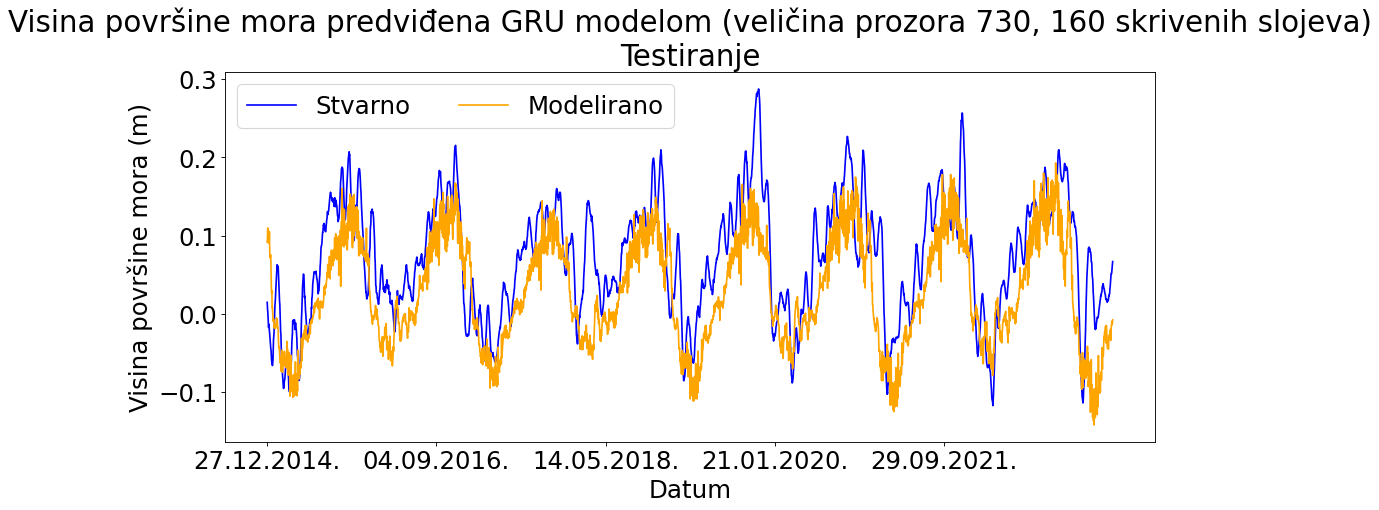 Visina površine mora predviđena GRU modelom (veličina prozora 730, 160 skrivenih slojeva)
Testiranje
Stvarno Modelirano
Visina površine mora (m)
0.3
0.2
0.1
0.0
−0.1
27.12.2014. 04.09.2016. 14.05.2018. 21.01.2020. 29.09.2021.
Datum